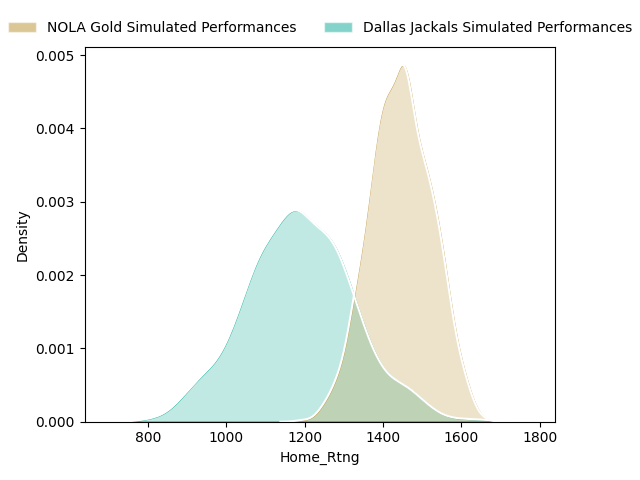 NOLA Gold Simulated Performances Dallas Jackals Simulated Performances
0.005
0.004
0.003
0.002
0.001
0.000
Density
800 1000 1200 1400 1600 1800
Home_Rtng